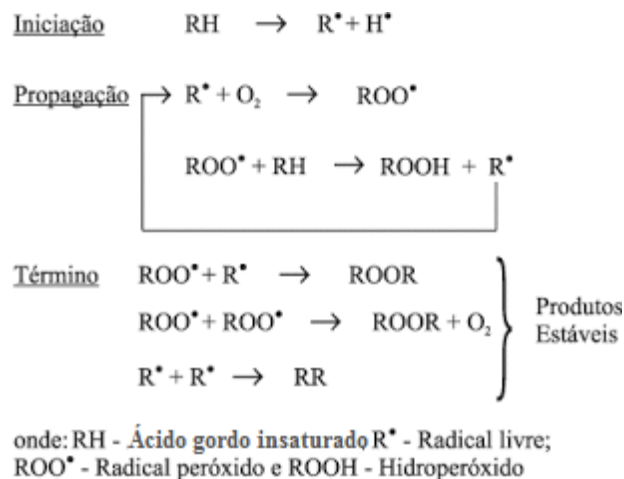 Iniciação RH → R• + H•
Propagação R• + O₂ → ROO•
ROO• + RH → ROOH + R•
Término ROO• + R• → ROOR
ROO• + ROO• → ROOR + O₂
R• + R• → RR
Produtos
Estáveis
onde: RH - Ácido gordo insaturado R• - Radical livre;
ROO• - Radical peróxido e ROOH - Hidroperóxido